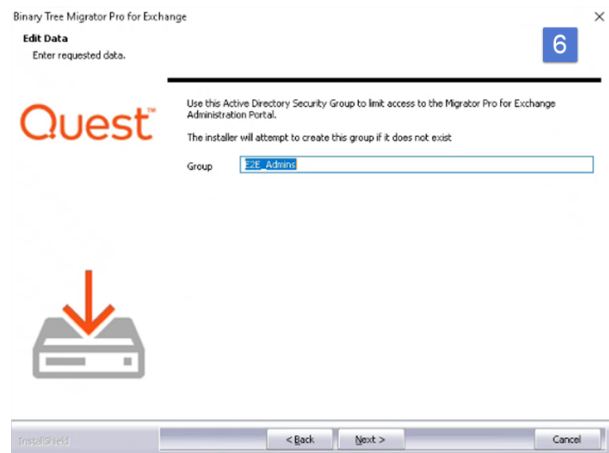 Binary Tree Migrator Pro for Exchange
Edit Data
Enter requested data.
6
Quest™
Use this Active Directory Security Group to limit access to the Migrator Pro for Exchange
Administration Portal.
The installer will attempt to create this group if it does not exist
Group
E2E_Admins
InstallShield
< Back
Next >
Cancel